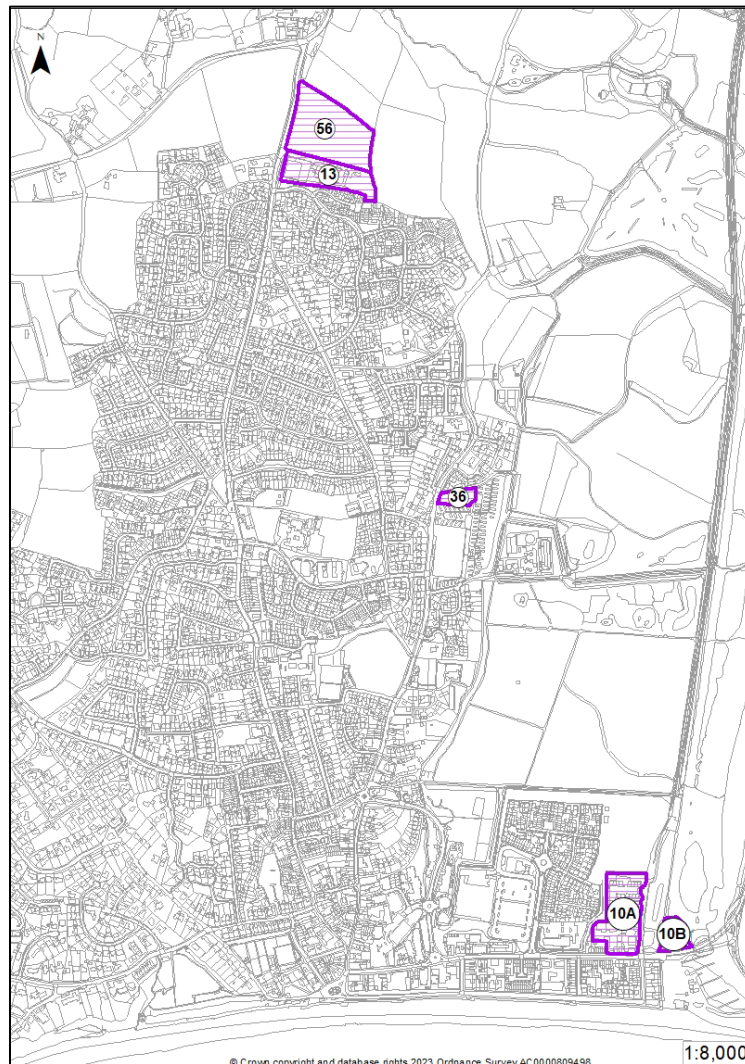 N
56
13
36
10A
10B
1:8,000
© Crown copyright and database rights 2023 Ordnance Survey AC0000809498